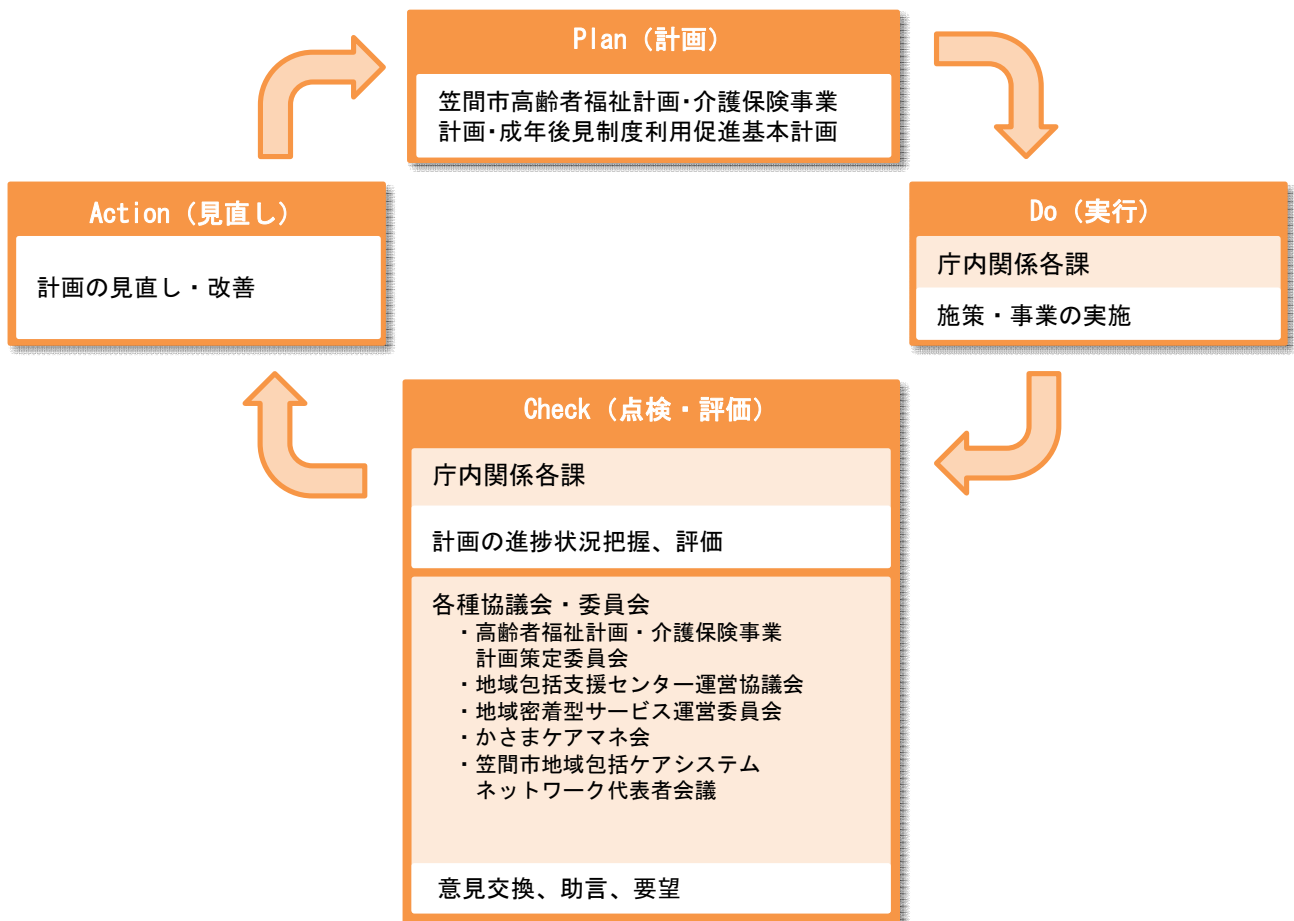 Plan（計画）
笠間市高齢者福祉計画・介護保険事業
計画・成年後見制度利用促進基本計画
Action（見直し）
計画の見直し・改善
Do（実行）
庁内関係各課
施策・事業の実施
Check（点検・評価）
庁内関係各課
計画の進捗状況把握、評価
各種協議会・委員会
・高齢者福祉計画・介護保険事業
計画策定委員会
・地域包括支援センター運営協議会
・地域密着型サービス運営委員会
・かさまケアマネ会
・笠間市地域包括ケアシステム
ネットワーク代表者会議
意見交換、助言、要望